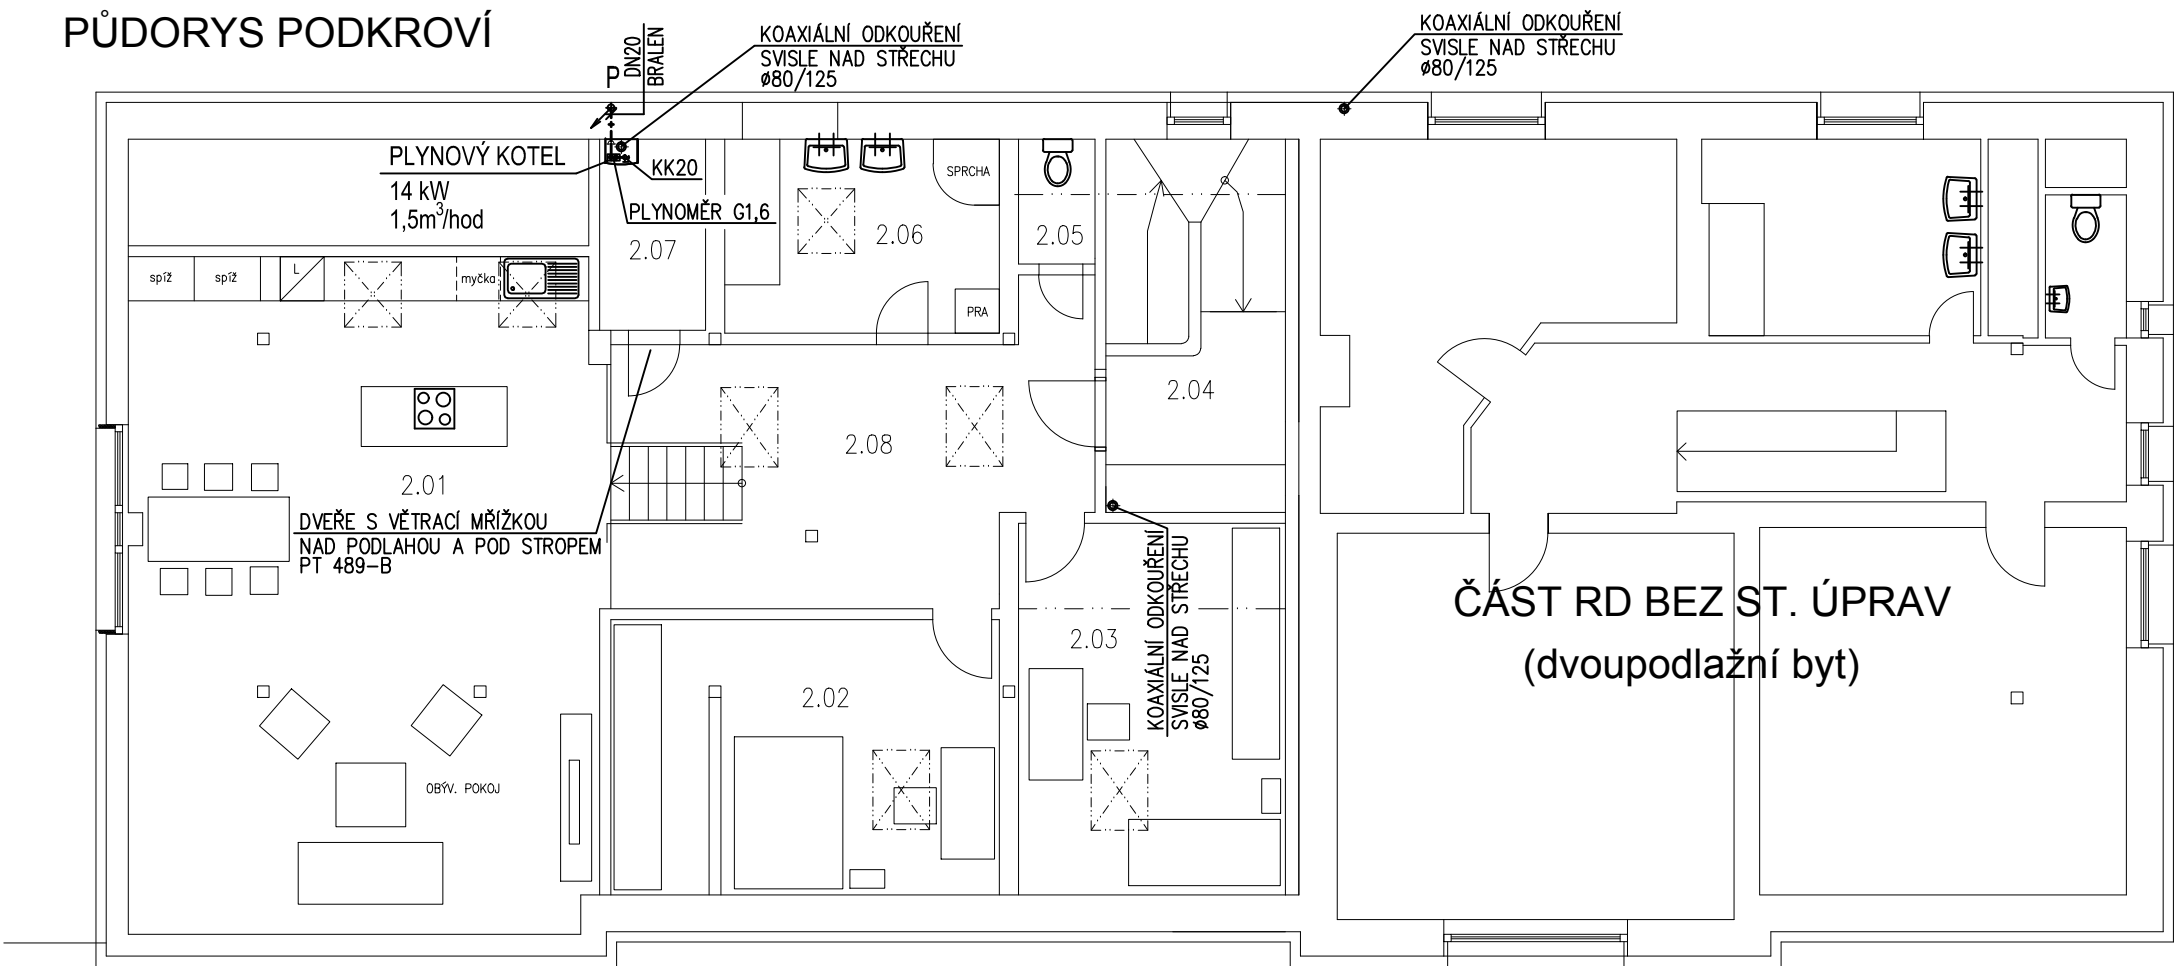 PŮDORYS PODKROVÍ
P
DN20
BRALEN
KOAXIÁLNÍ ODKOUŘENÍ
SVISLE NAD STŘECHU
ø80/125
KOAXIÁLNÍ ODKOUŘENÍ
SVISLE NAD STŘECHU
ø80/125
PLYNOVÝ KOTEL
14 kW
1,5m³/hod
KK20
PLYNOMĚR G1,6
2.07
2.06
SPRCHA
2.05
PRA
spíž
spíž
L
myčka
2.04
2.08
2.01
DVEŘE S VĚTRACÍ MŘÍŽKOU
NAD PODLAHOU A POD STROPEM
PT 489-B
KOAXIÁLNÍ ODKOUŘENÍ
SVISLE NAD STŘECHU
ø80/125
2.03
2.02
OBÝV. POKOJ
ČÁST RD BEZ ST. ÚPRAV
(dvoupodlažní byt)